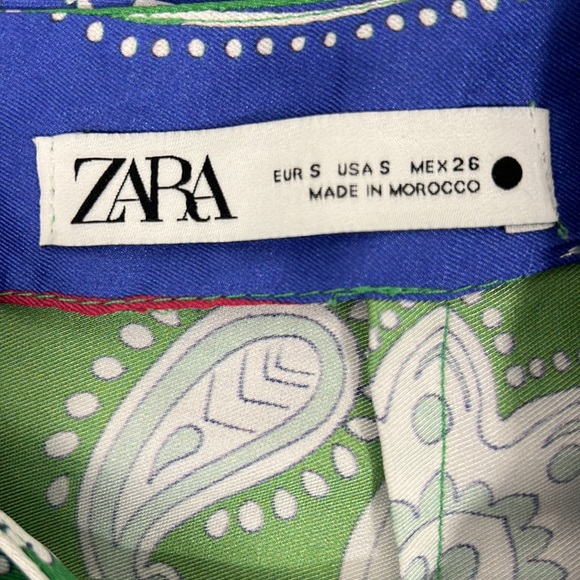 ZARA
EUR S USA S MEX 26
MADE IN MOROCCO